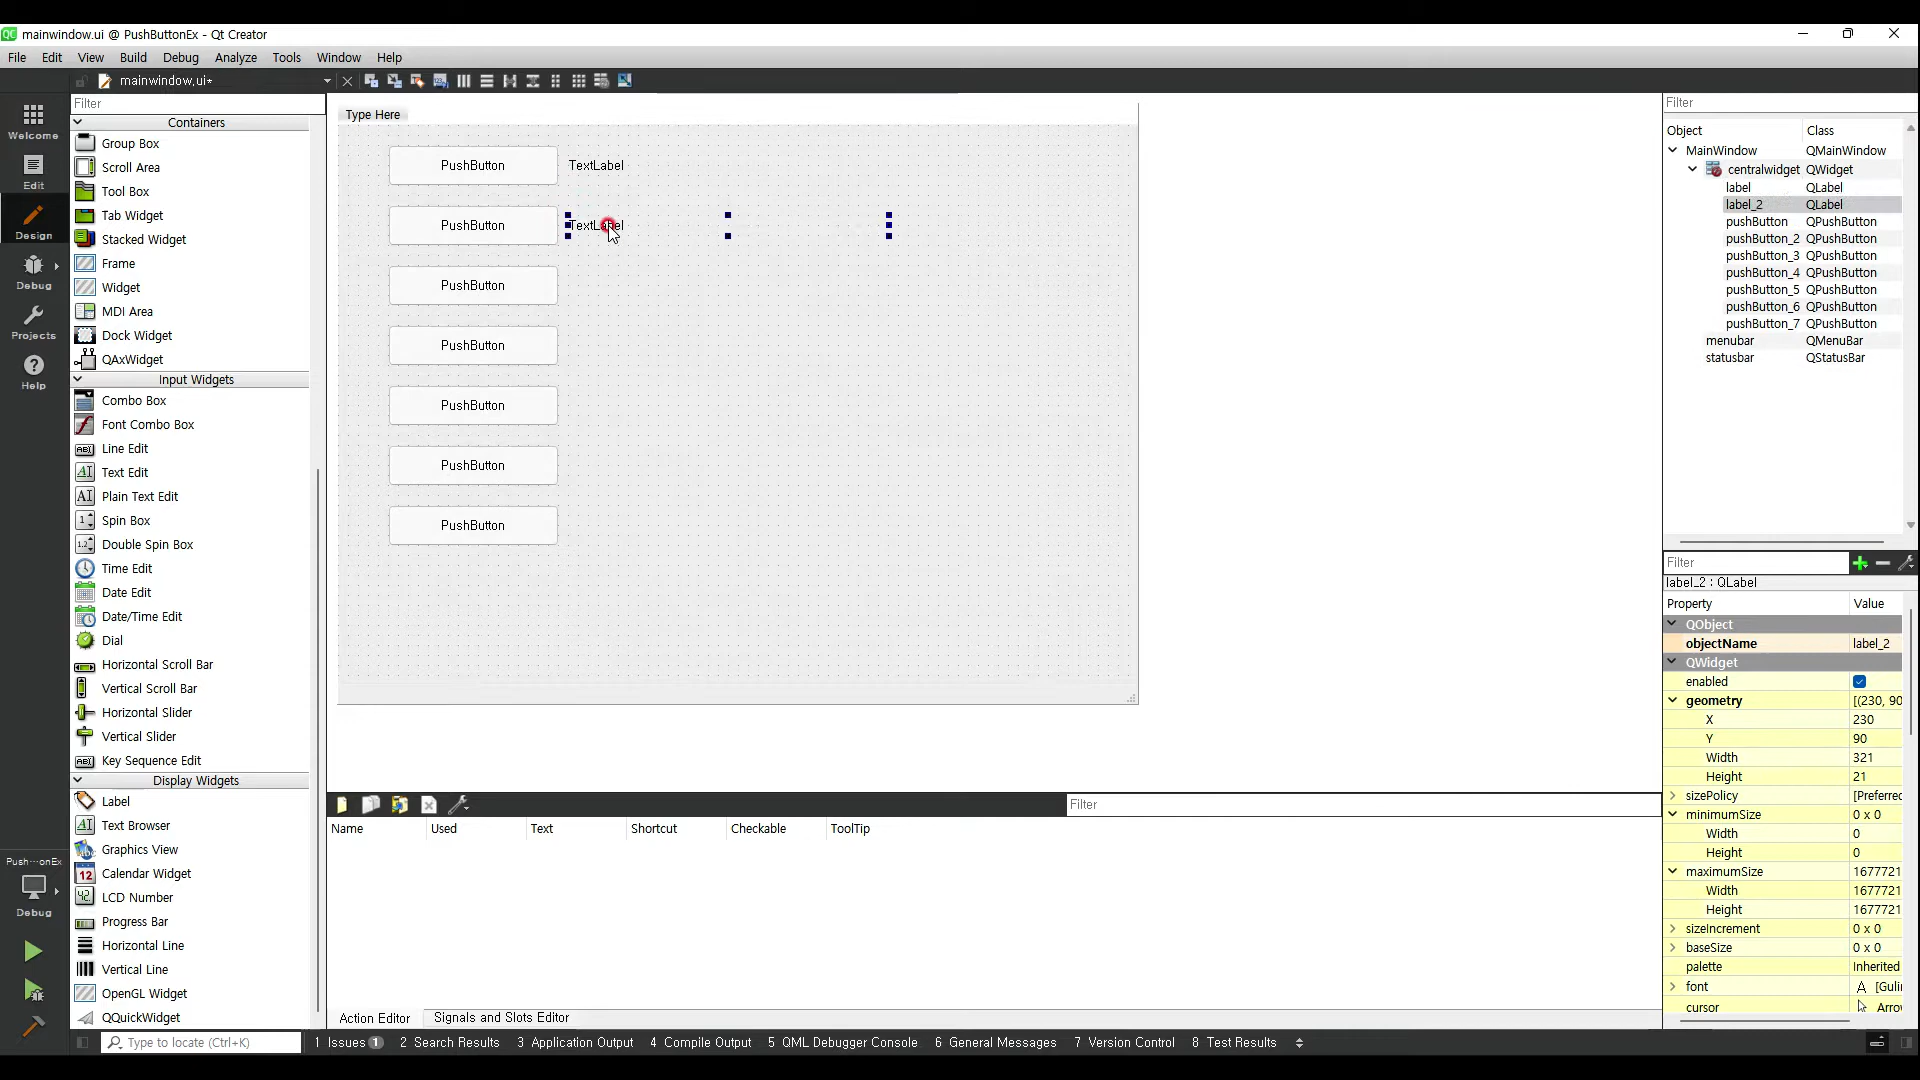 mainwindow.ui @ PushButtonEx - Qt Creator
File Edit View Build Debug Analyze Tools Window Help
mainwindow.ui*
Welcome
Edit
Design
Debug
Projects
Help
Push···onEx
Debug
Filter
Containers
Group Box
Scroll Area
Tool Box
Tab Widget
Stacked Widget
Frame
Widget
MDI Area
Dock Widget
QAxWidget
Input Widgets
Combo Box
Font Combo Box
Line Edit
Text Edit
Plain Text Edit
Spin Box
Double Spin Box
Time Edit
Date Edit
Date/Time Edit
Dial
Horizontal Scroll Bar
Vertical Scroll Bar
Horizontal Slider
Vertical Slider
Key Sequence Edit
Display Widgets
Label
Text Browser
Graphics View
Calendar Widget
LCD Number
Progress Bar
Horizontal Line
Vertical Line
OpenGL Widget
QQuickWidget
Type Here
PushButton TextLabel
PushButton TextLabel
PushButton
PushButton
PushButton
PushButton
PushButton
Filter
Name Used Text Shortcut Checkable ToolTip
Action Editor Signals and Slots Editor
Filter
Object Class
MainWindow QMainWindow
centralwidget QWidget
label QLabel
label_2 QLabel
pushButton QPushButton
pushButton_2 QPushButton
pushButton_3 QPushButton
pushButton_4 QPushButton
pushButton_5 QPushButton
pushButton_6 QPushButton
pushButton_7 QPushButton
menubar QMenuBar
statusbar QStatusBar
Filter
label_2 : QLabel
Property Value
QObject
objectName label_2
QWidget
enabled
geometry [(230, 90
X 230
Y 90
Width 321
Height 21
sizePolicy [Preferrec
minimumSize 0 x 0
Width 0
Height 0
maximumSize 1677721
Width 1677721
Height 1677721
sizeIncrement 0 x 0
baseSize 0 x 0
palette Inherited
font A [Guli
cursor Arro
Type to locate (Ctrl+K) 1 Issues 1 2 Search Results 3 Application Output 4 Compile Output 5 QML Debugger Console 6 General Messages 7 Version Control 8 Test Results